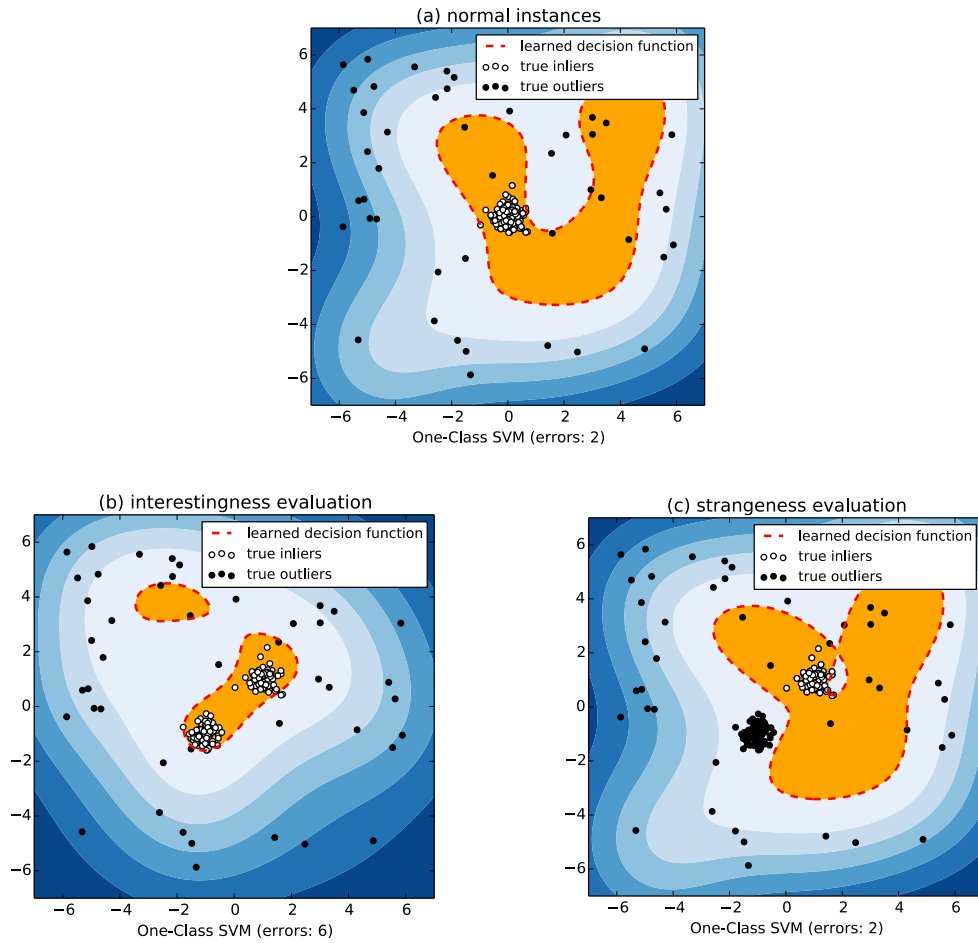 (a) normal instances
learned decision function
true inliers
true outliers
6
4
2
0
−2
−4
−6
−6 −4 −2 0 2 4 6
One-Class SVM (errors: 2)
(b) interestingness evaluation
learned decision function
true inliers
true outliers
6
4
2
0
−2
−4
−6
−6 −4 −2 0 2 4 6
One-Class SVM (errors: 6)
(c) strangeness evaluation
learned decision function
true inliers
true outliers
6
4
2
0
−2
−4
−6
−6 −4 −2 0 2 4 6
One-Class SVM (errors: 2)